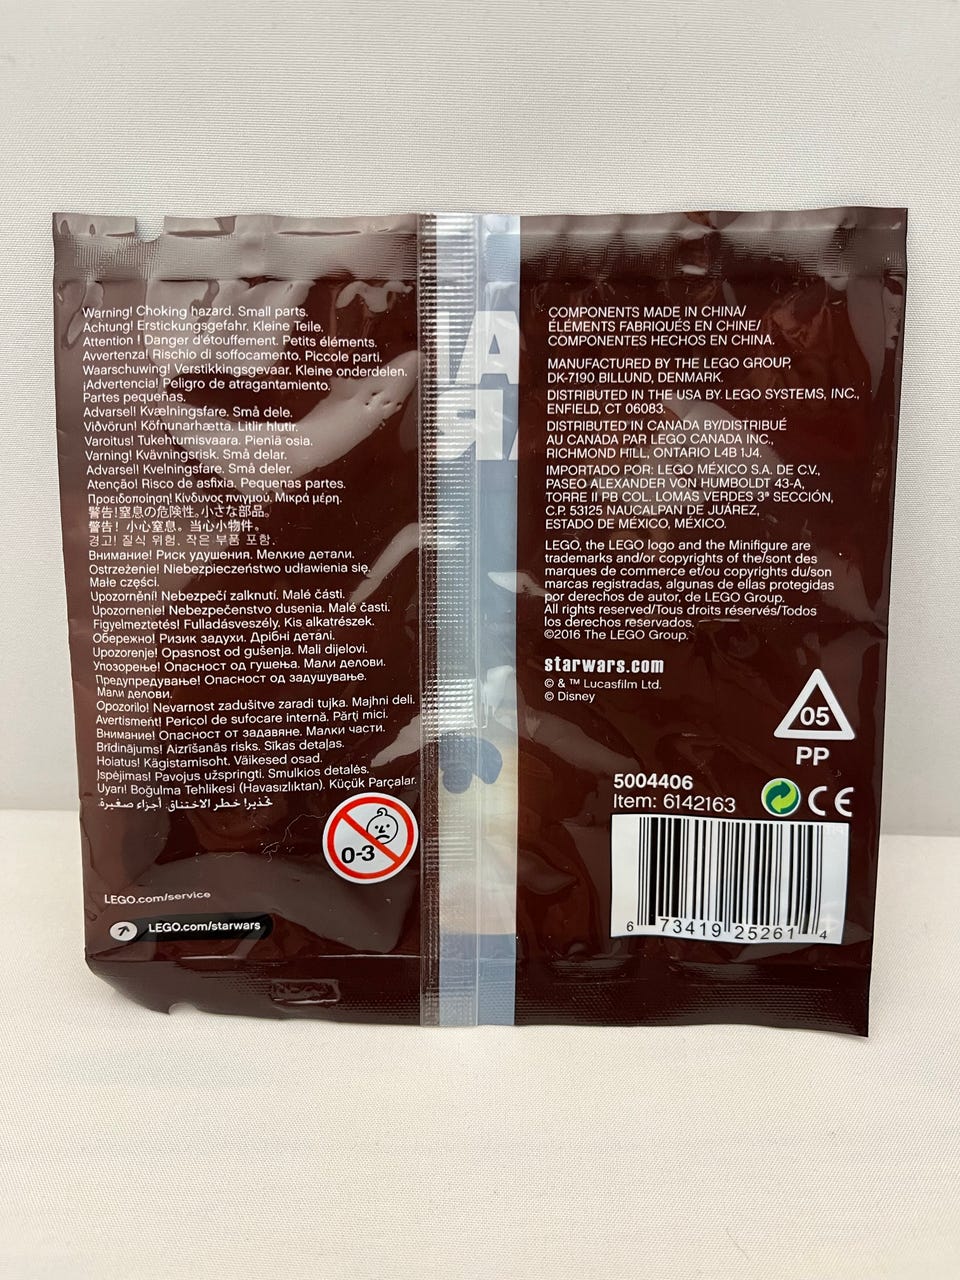 Warning! Choking hazard. Small parts.
Achtung! Erstickungsgefahr. Kleine Teile.
Attention ! Danger d'étouffement. Petits éléments.
Avvertenza! Rischio di soffocamento. Piccole parti.
Waarschuwing! Verstikkingsgevaar. Kleine onderdelen.
¡Advertencia! Peligro de atragantamiento.
Partes pequeñas.
Advarsel! Kvælningsfare. Små dele.
Viðvörun! Köfnunarhætta. Litlir hlutir.
Varoitus! Tukehtumisvaara. Pieniä osia.
Varning! Kvävningsrisk. Små delar.
Advarsel! Kvelningsfare. Små deler.
Atenção! Risco de asfixia. Pequenas partes.
Προειδοποίηση! Κίνδυνος πνιγμού. Μικρά μέρη.
警告!窒息の危険性。小さな部品。
警告！小心窒息。当心小物件。
경고! 질식 위험. 작은 부품 포함.
Внимание! Риск удушения. Мелкие детали.
Ostrzeżenie! Niebezpieczeństwo udławienia się.
Małe części.
Upozornění! Nebezpečí zalknutí. Malé části.
Upozornenie! Nebezpečenstvo dusenia. Malé časti.
Figyelmeztetés! Fulladásveszély. Kis alkatrészek.
Обережно! Ризик задухи. Дрібні деталі.
Upozorenje! Opasnost od gušenja. Mali dijelovi.
Упозорење! Опасност од гушења. Мали делови.
Предупредување! Опасност од задушување.
Мали делови.
Opozorilo! Nevarnost zadušitve zaradi tujka. Majhni deli.
Avertisment! Pericol de sufocare internă. Părţi mici.
Внимание! Опасност от задавяне. Малки части.
Brīdinājums! Aizrīšanās risks. Sīkas detaļas.
Hoiatus! Kägistamisoht. Väikesed osad.
Įspėjimas! Pavojus užspringti. Smulkios detalės.
Uyarı! Boğulma Tehlikesi (Havasızlıktan). Küçük Parçalar.
تحذير! خطر الاختناق. أجزاء صغيرة.
0-3
LEGO.com/service
LEGO.com/starwars
COMPONENTS MADE IN CHINA/
ÉLÉMENTS FABRIQUÉS EN CHINE/
COMPONENTES HECHOS EN CHINA.
MANUFACTURED BY THE LEGO GROUP,
DK-7190 BILLUND, DENMARK.
DISTRIBUTED IN THE USA BY LEGO SYSTEMS, INC.,
ENFIELD, CT 06083.
DISTRIBUTED IN CANADA BY/DISTRIBUÉ
AU CANADA PAR LEGO CANADA INC.,
RICHMOND HILL, ONTARIO L4B 1J4.
IMPORTADO POR: LEGO MÉXICO S.A. DE C.V.,
PASEO ALEXANDER VON HUMBOLDT 43-A,
TORRE II PB COL. LOMAS VERDES 3ª SECCIÓN,
C.P. 53125 NAUCALPAN DE JUÁREZ,
ESTADO DE MÉXICO, MÉXICO.
LEGO, the LEGO logo and the Minifigure are
trademarks and/or copyrights of the/sont des
marques de commerce et/ou copyrights du/son
marcas registradas, algunas de ellas protegidas
por derechos de autor, de LEGO Group.
All rights reserved/Tous droits réservés/Todos
los derechos reservados.
©2016 The LEGO Group.
starwars.com
© & ™ Lucasfilm Ltd.
© Disney
05
PP
5004406
Item: 6142163
CE
6 73419 25261 4